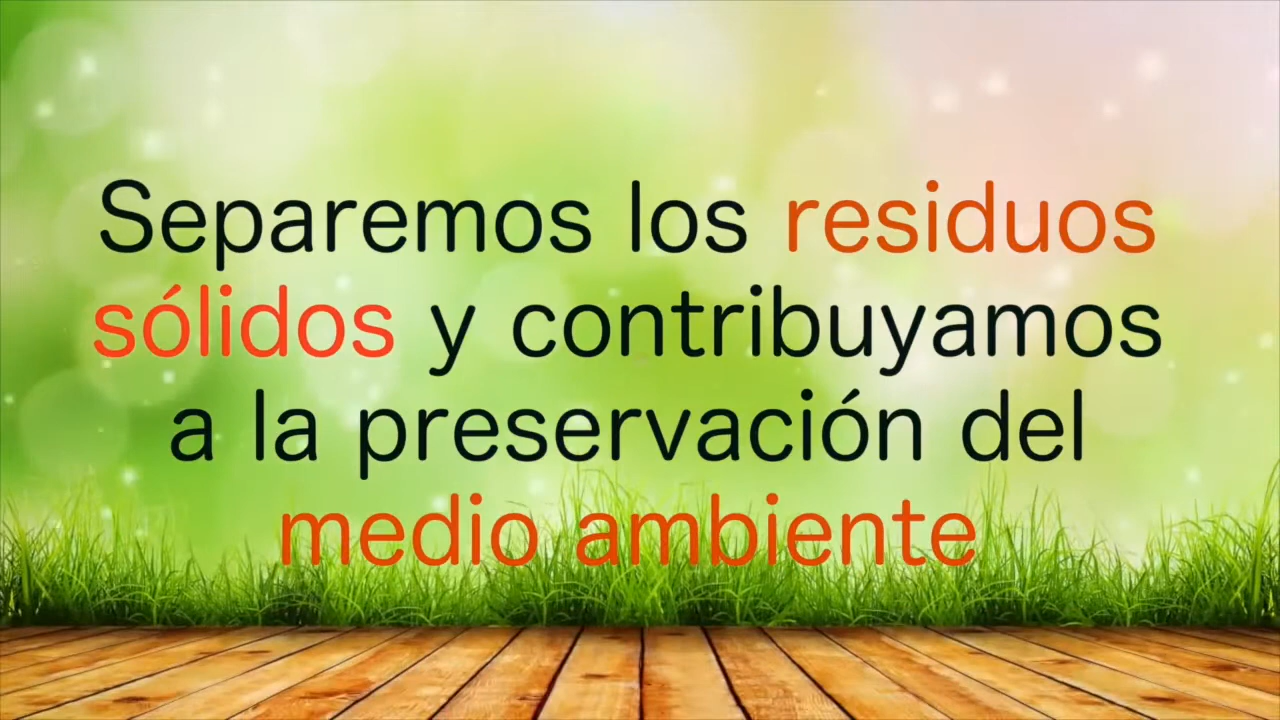 Separemos los residuos
sólidos y contribuyamos
a la preservación del
medio ambiente